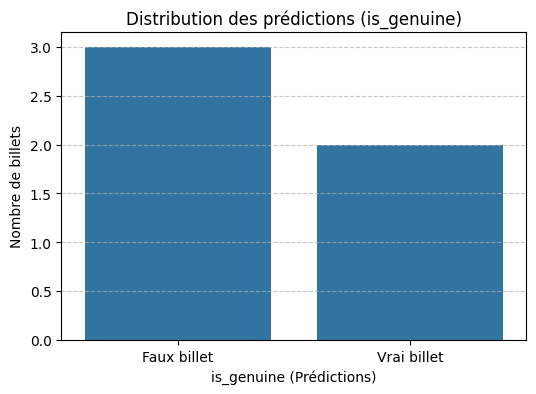 Distribution des prédictions (is_genuine)
Nombre de billets
3.0
2.5
2.0
1.5
1.0
0.5
0.0
Faux billet
Vrai billet
is_genuine (Prédictions)